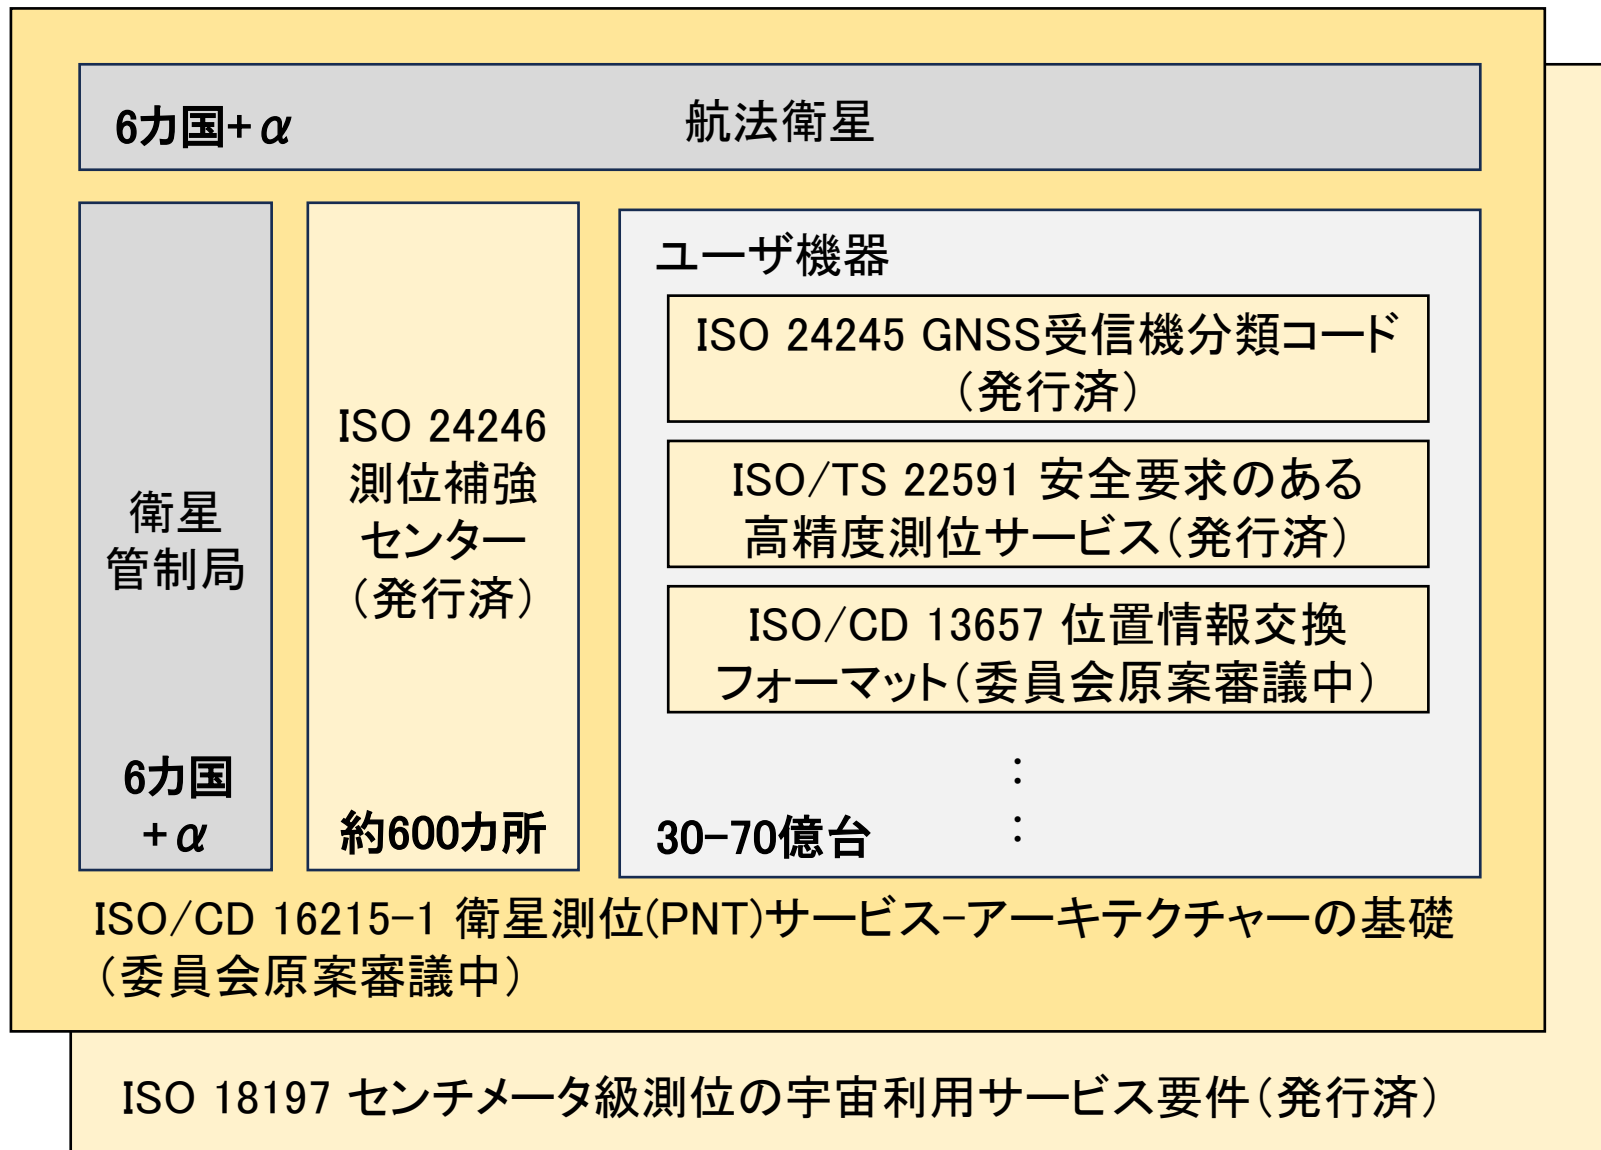 6カ国+α
航法衛星
衛星
管制局
6カ国
+α
ISO 24246
測位補強
センター
（発行済）
約600カ所
ユーザ機器
ISO 24245 GNSS受信機分類コード
（発行済）
ISO/TS 22591 安全要求のある
高精度測位サービス（発行済）
ISO/CD 13657 位置情報交換
フォーマット（委員会原案審議中）
：
：
30-70億台
ISO/CD 16215-1 衛星測位(PNT)サービス-アーキテクチャーの基礎
（委員会原案審議中）
ISO 18197 センチメータ級測位の宇宙利用サービス要件（発行済）